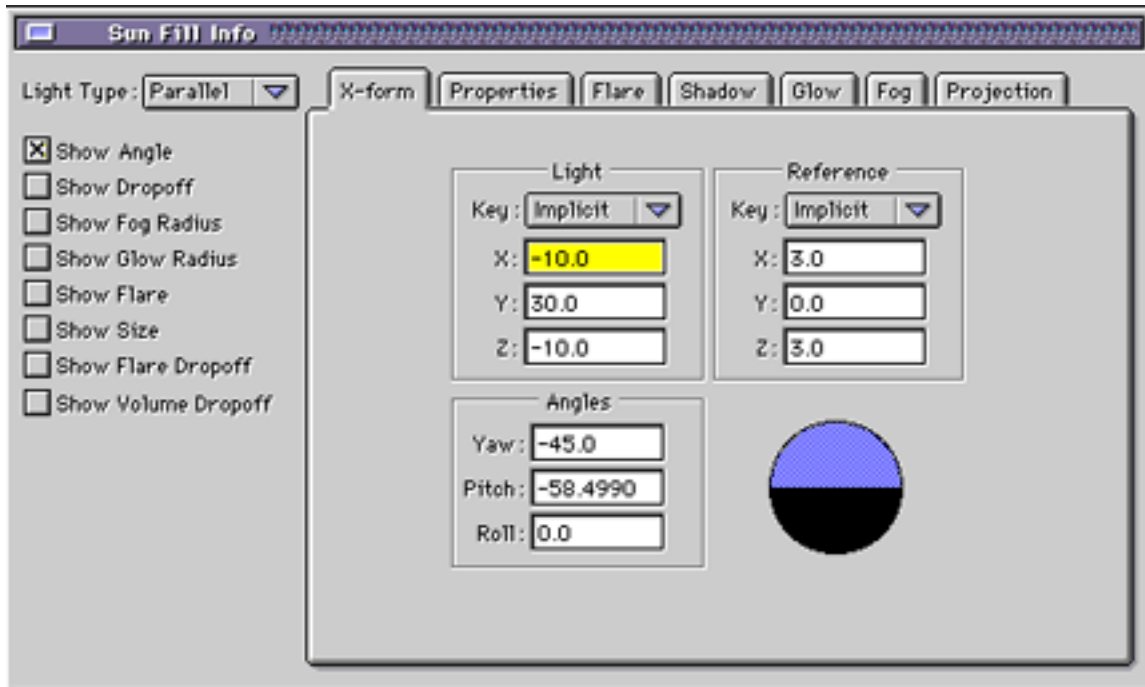 Sun Fill Info
Light Type: Parallel
X-form Properties Flare Shadow Glow Fog Projection
Show Angle
Show Dropoff
Show Fog Radius
Show Glow Radius
Show Flare
Show Size
Show Flare Dropoff
Show Volume Dropoff
Light
Key: Implicit
X: -10.0
Y: 30.0
Z: -10.0
Reference
Key: Implicit
X: 3.0
Y: 0.0
Z: 3.0
Angles
Yaw: -45.0
Pitch: -58.4990
Roll: 0.0